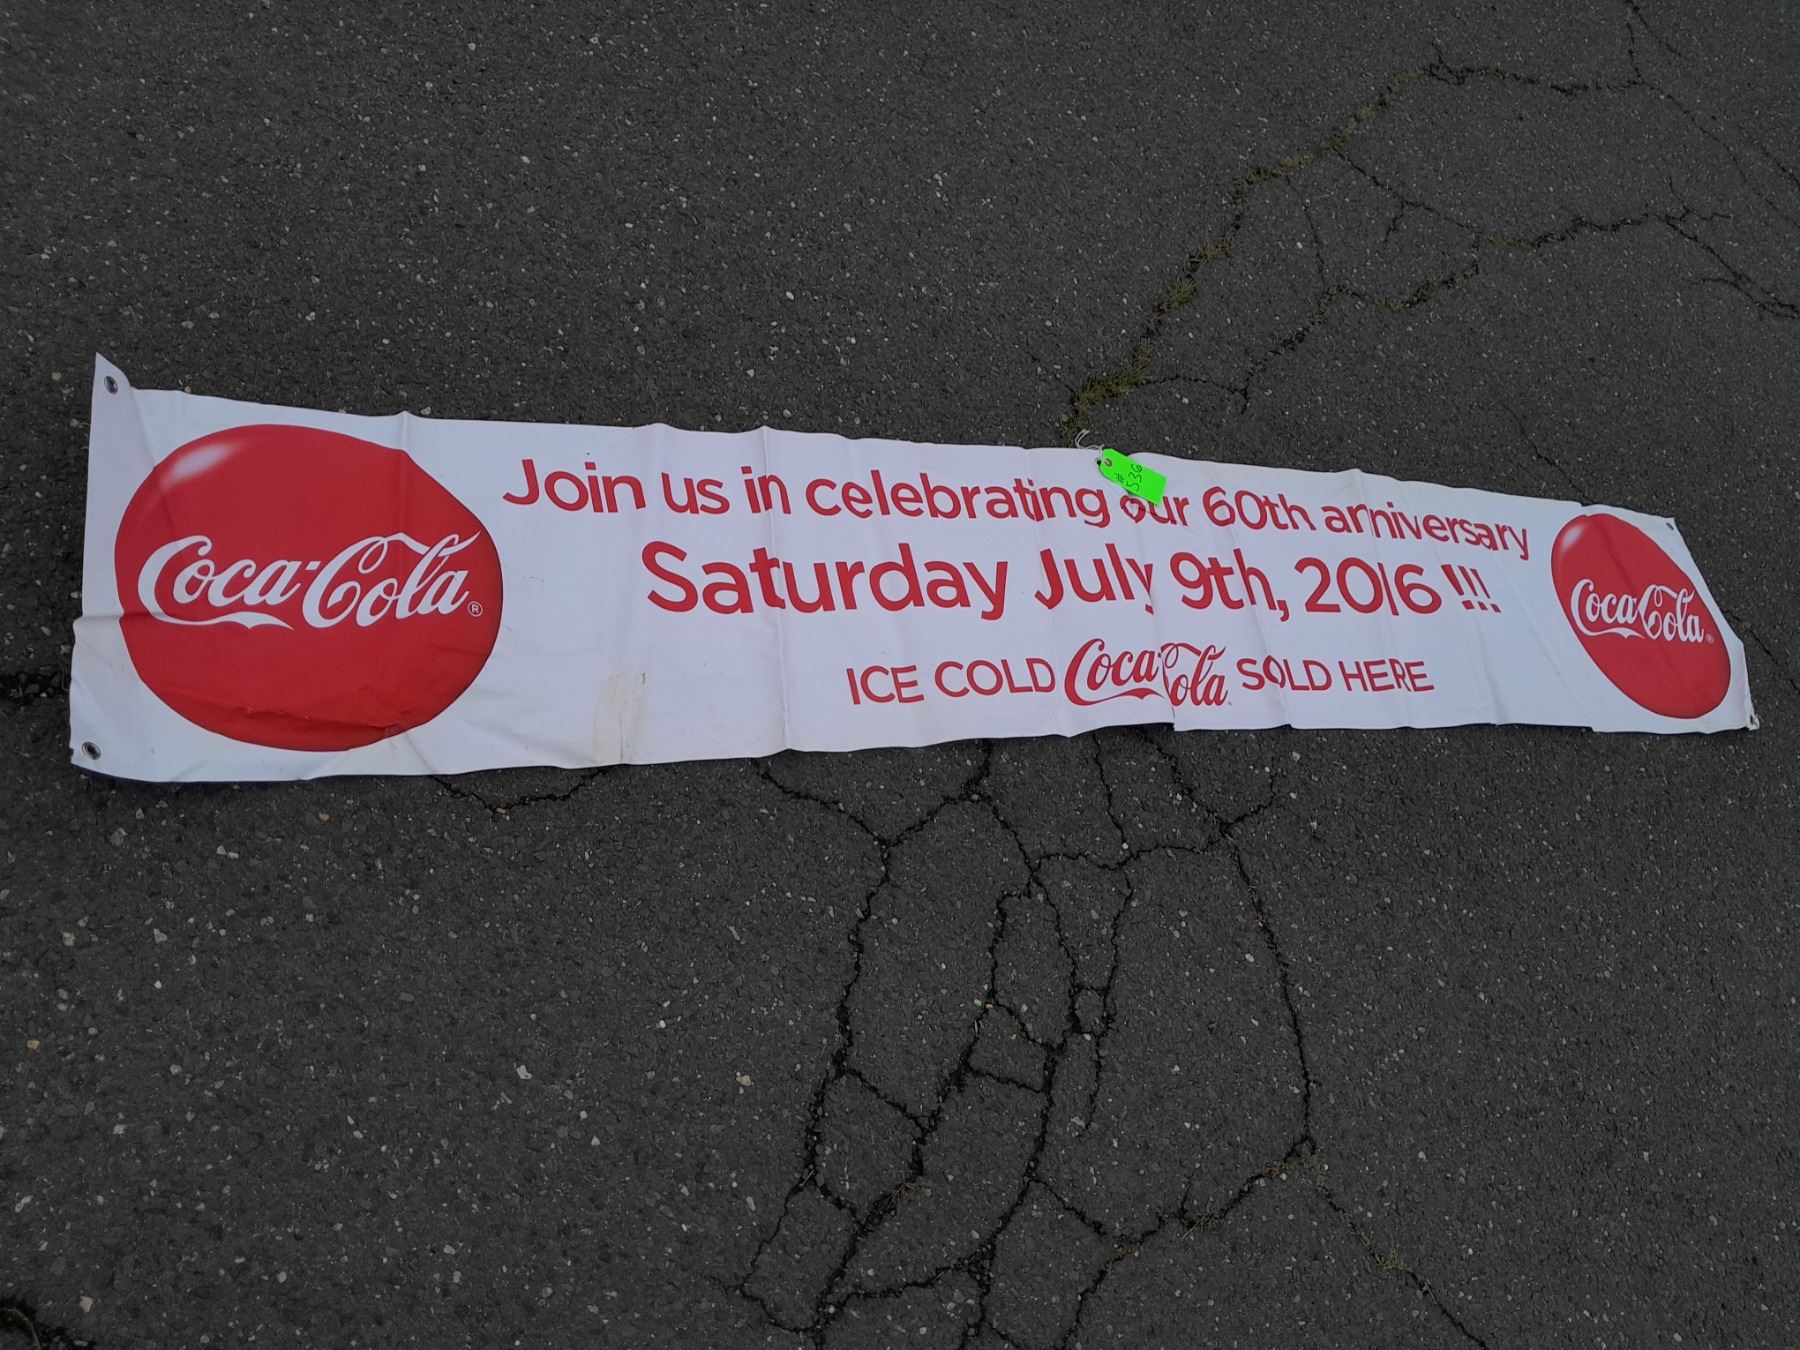 Coca-Cola®
Join us in celebrating our 60th anniversary
Saturday July 9th, 2016 !!!
ICE COLD Coca-Cola® SOLD HERE
Coca-Cola®
#536